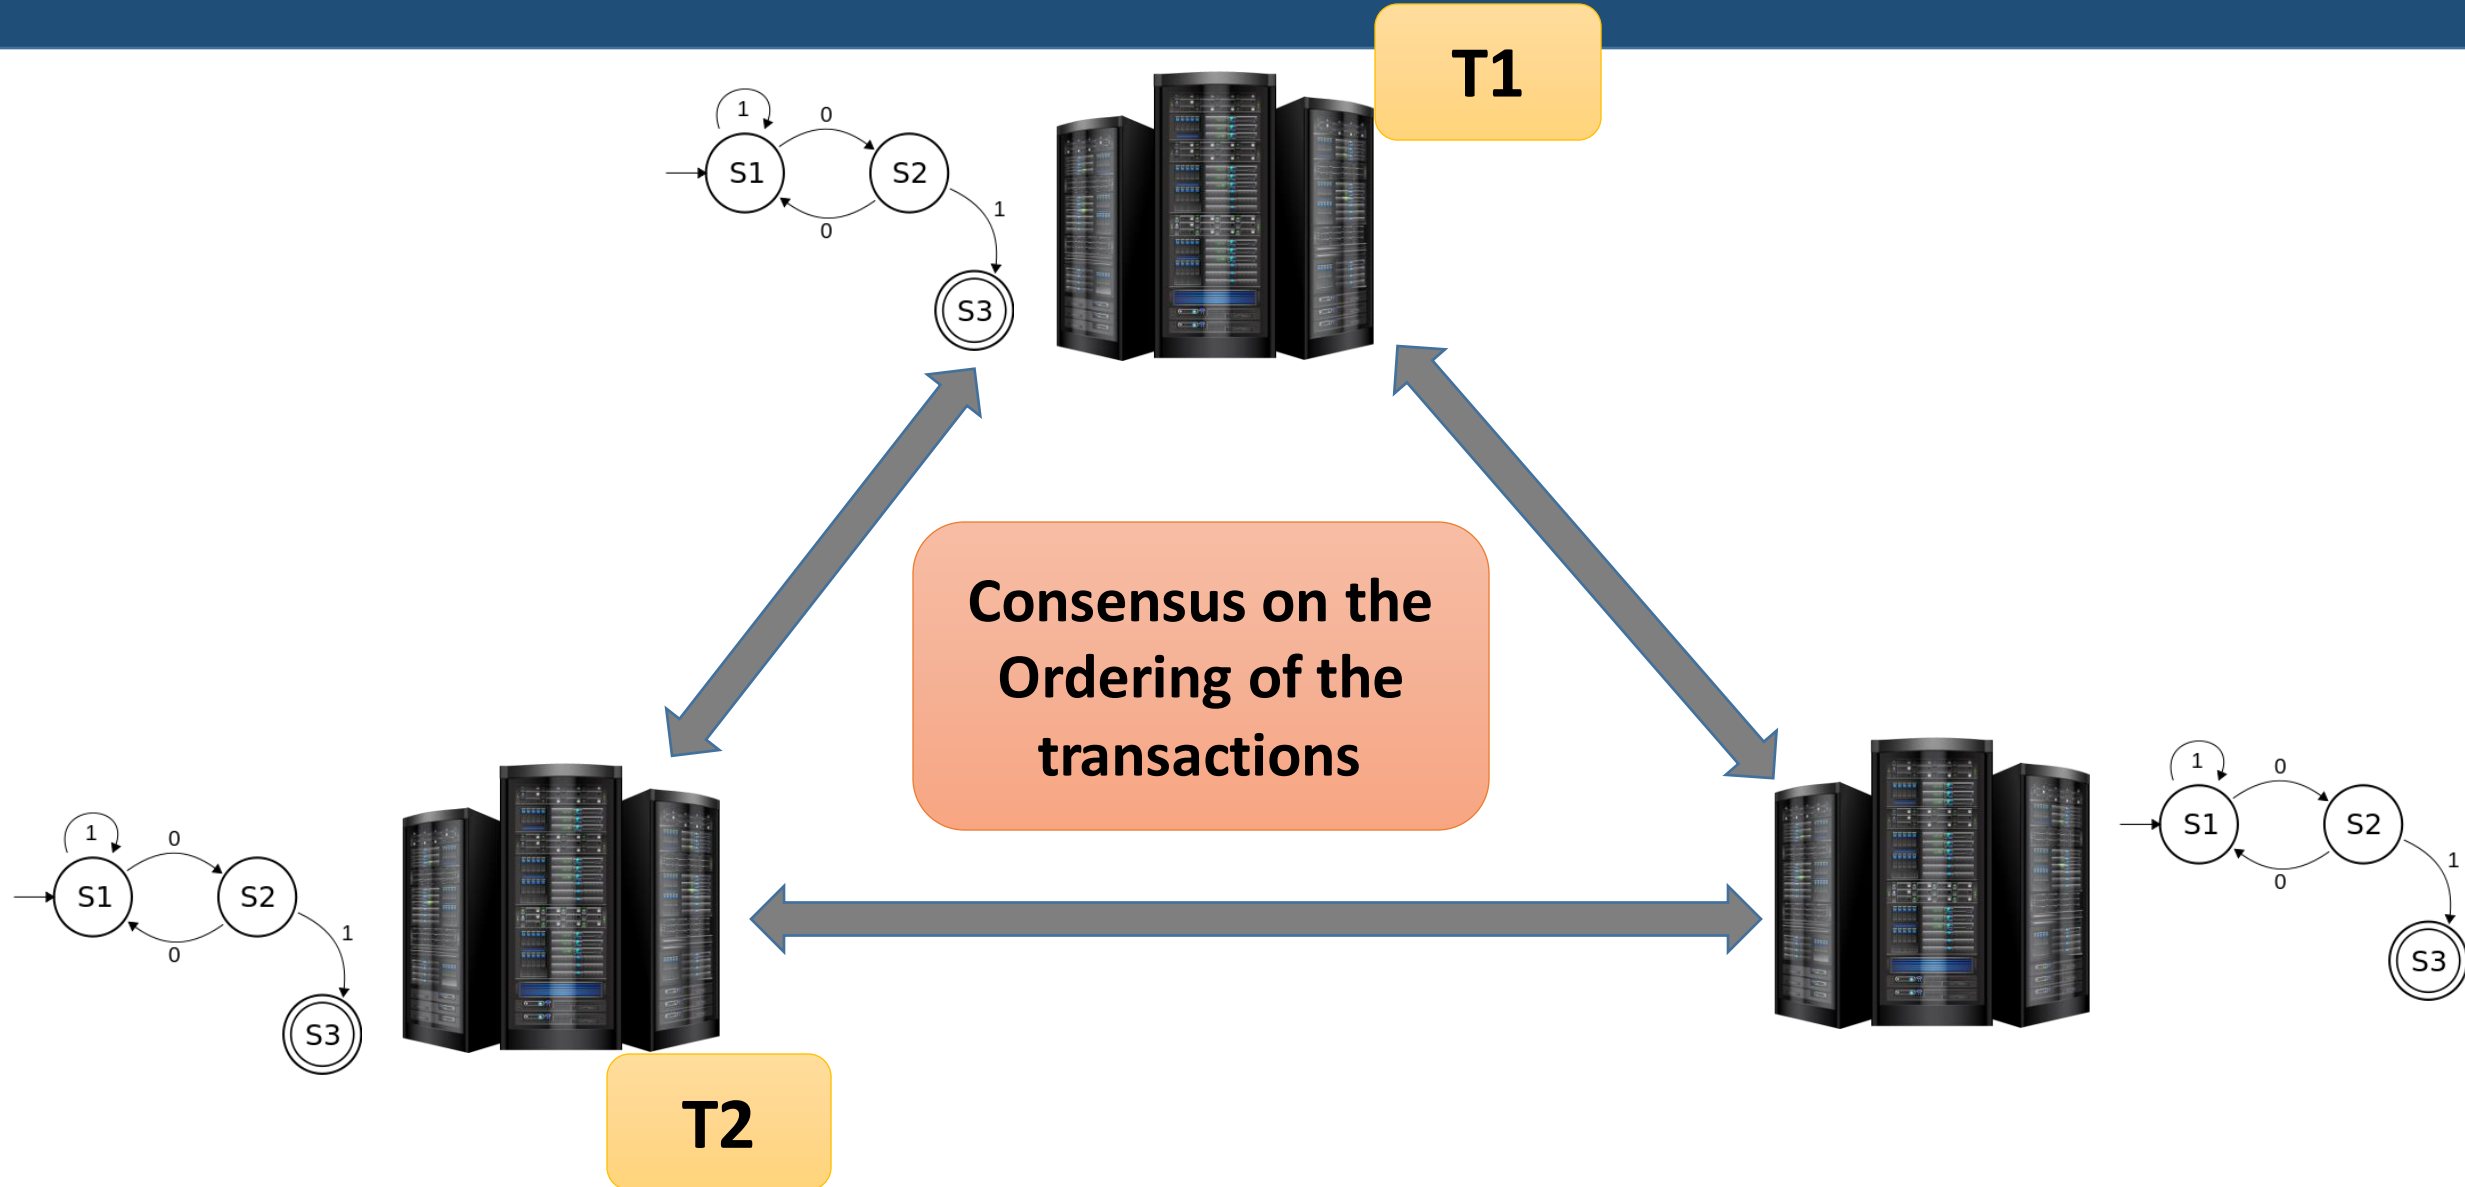 T1
1
0
S1
S2
0
1
S3
Consensus on the
Ordering of the
transactions
1
0
S1
S2
0
1
S3
1
0
S1
S2
0
1
S3
T2